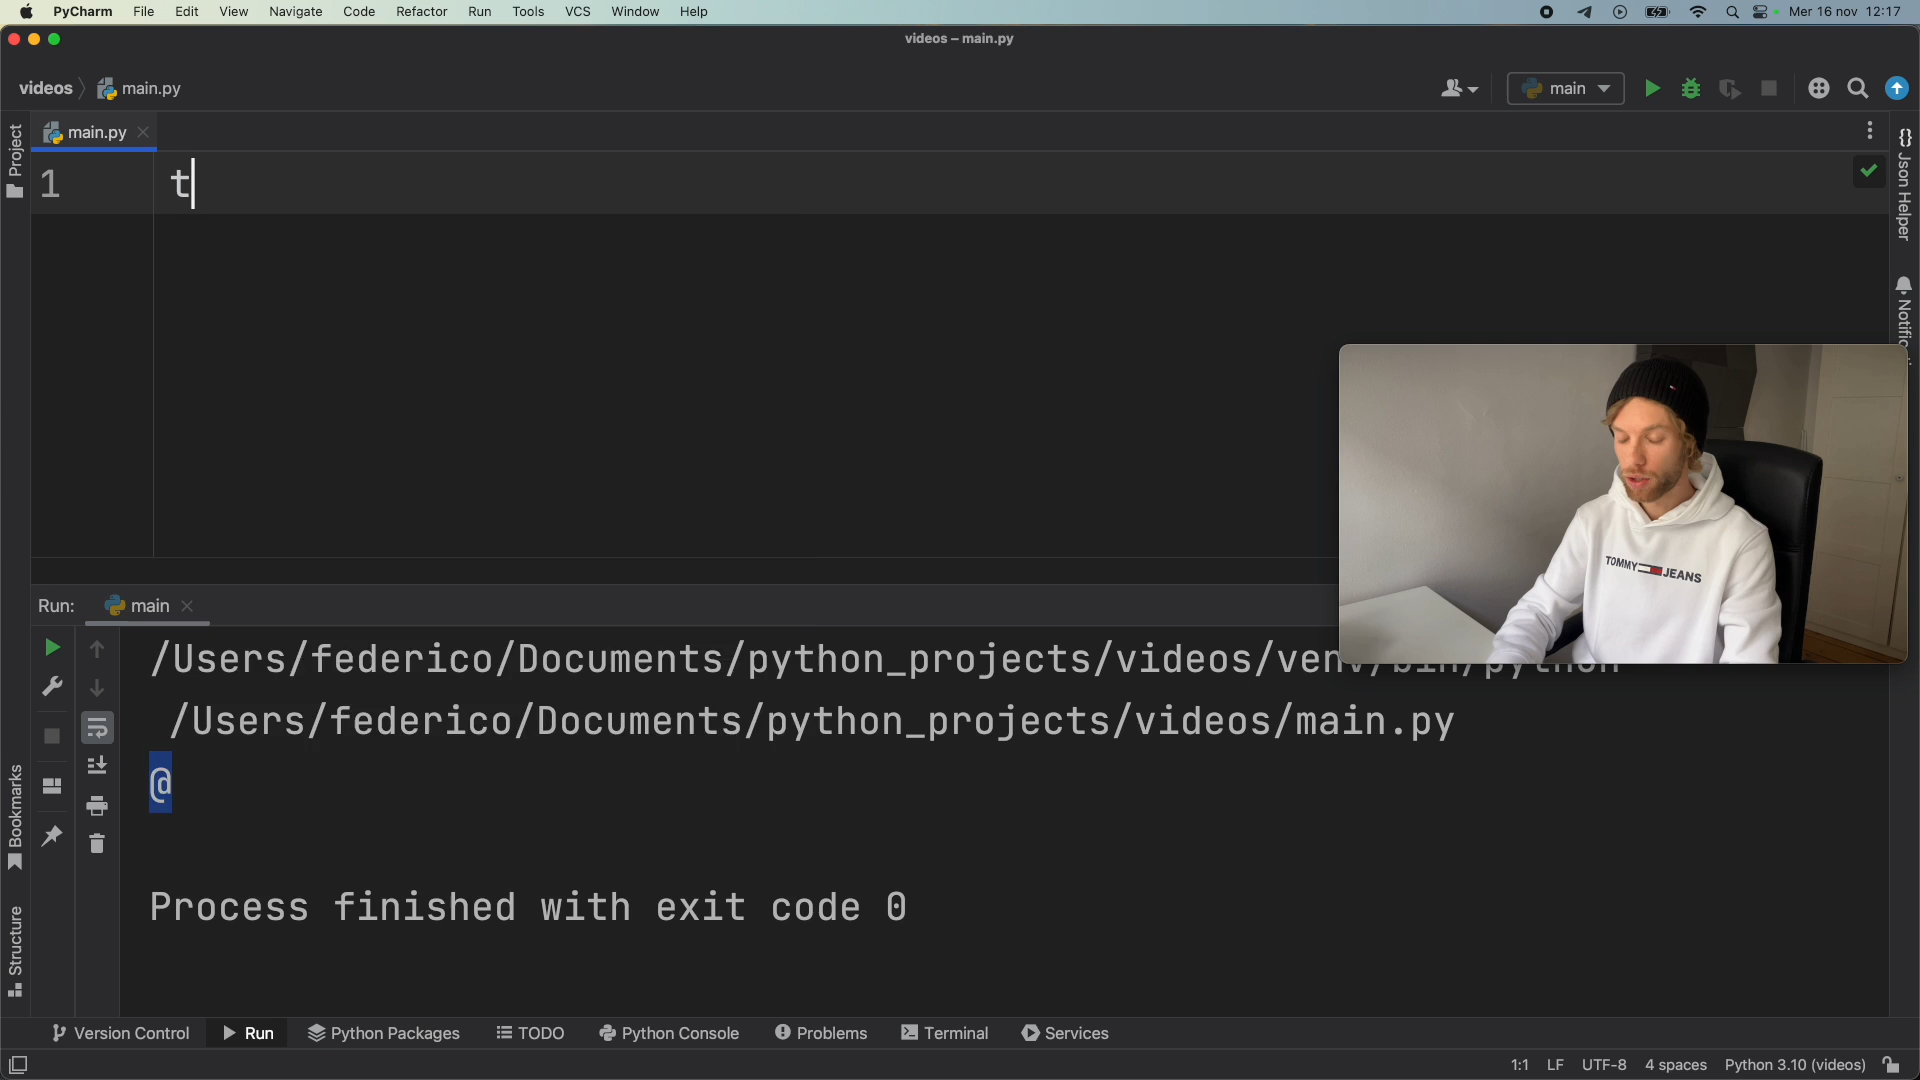 PyCharm File Edit View Navigate Code Refactor Run Tools VCS Window Help Mer 16 nov 12:17
videos – main.py
videos main.py main
Project
main.py
1 t
Json Helper
TOMMY JEANS
Run: main
/Users/federico/Documents/python_projects/videos/venv/bin/python
/Users/federico/Documents/python_projects/videos/main.py
@
Process finished with exit code 0
Bookmarks
Structure
Version Control Run Python Packages TODO Python Console Problems Terminal Services
1:1 LF UTF-8 4 spaces Python 3.10 (videos)